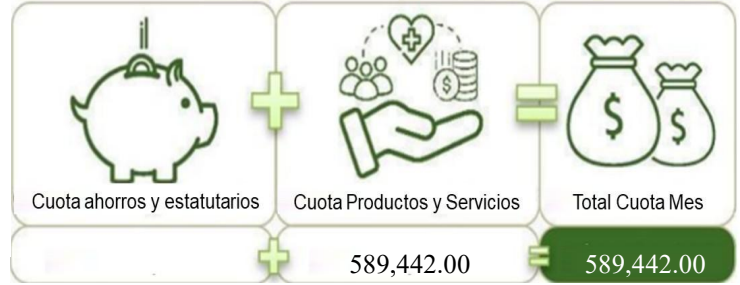 Cuota ahorros y estatutarios
Cuota Productos y Servicios
Total Cuota Mes
589,442.00
589,442.00